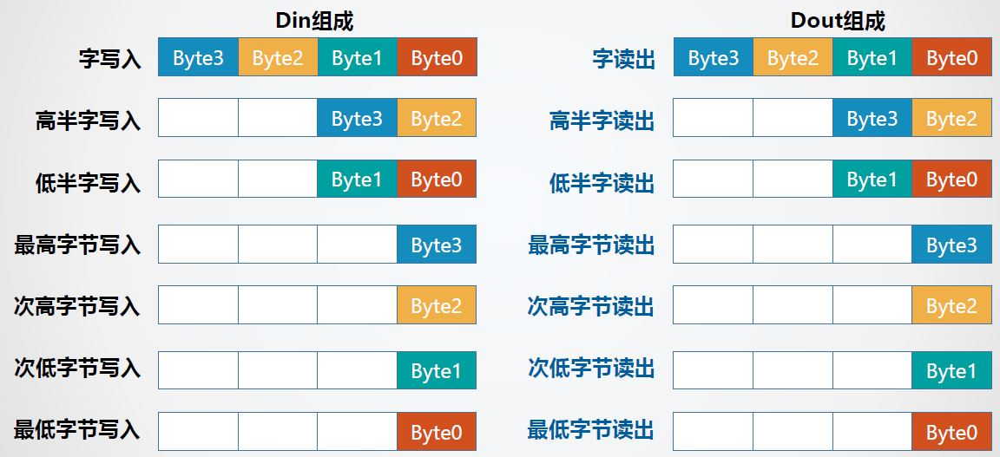 Din组成 Dout组成
字写入 Byte3 Byte2 Byte1 Byte0 字读出 Byte3 Byte2 Byte1 Byte0
高半字写入 Byte3 Byte2 高半字读出 Byte3 Byte2
低半字写入 Byte1 Byte0 低半字读出 Byte1 Byte0
最高字节写入 Byte3 最高字节读出 Byte3
次高字节写入 Byte2 次高字节读出 Byte2
次低字节写入 Byte1 次低字节读出 Byte1
最低字节写入 Byte0 最低字节读出 Byte0